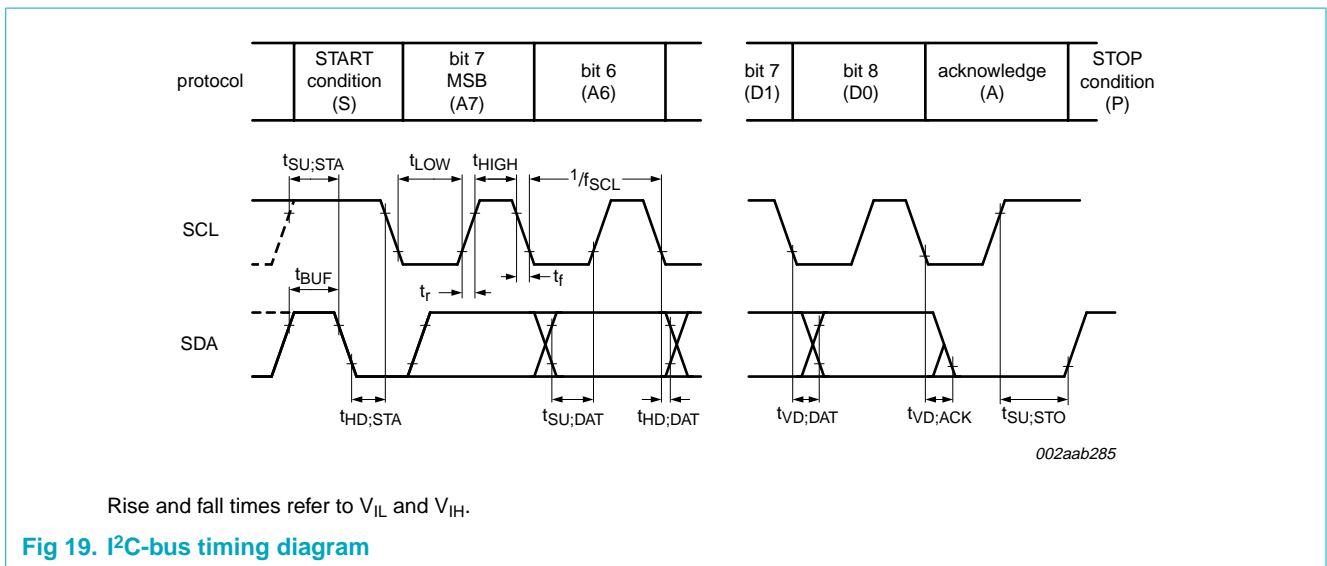 protocol
START
condition
(S)
bit 7
MSB
(A7)
bit 6
(A6)
bit 7
(D1)
bit 8
(D0)
acknowledge
(A)
STOP
condition
(P)
tSU;STA
tLOW
tHIGH
1/fSCL
SCL
tBUF
tr
tf
SDA
tHD;STA
tSU;DAT
tHD;DAT
tVD;DAT
tVD;ACK
tSU;STO
002aab285
Rise and fall times refer to VIL and VIH.
Fig 19. I2C-bus timing diagram